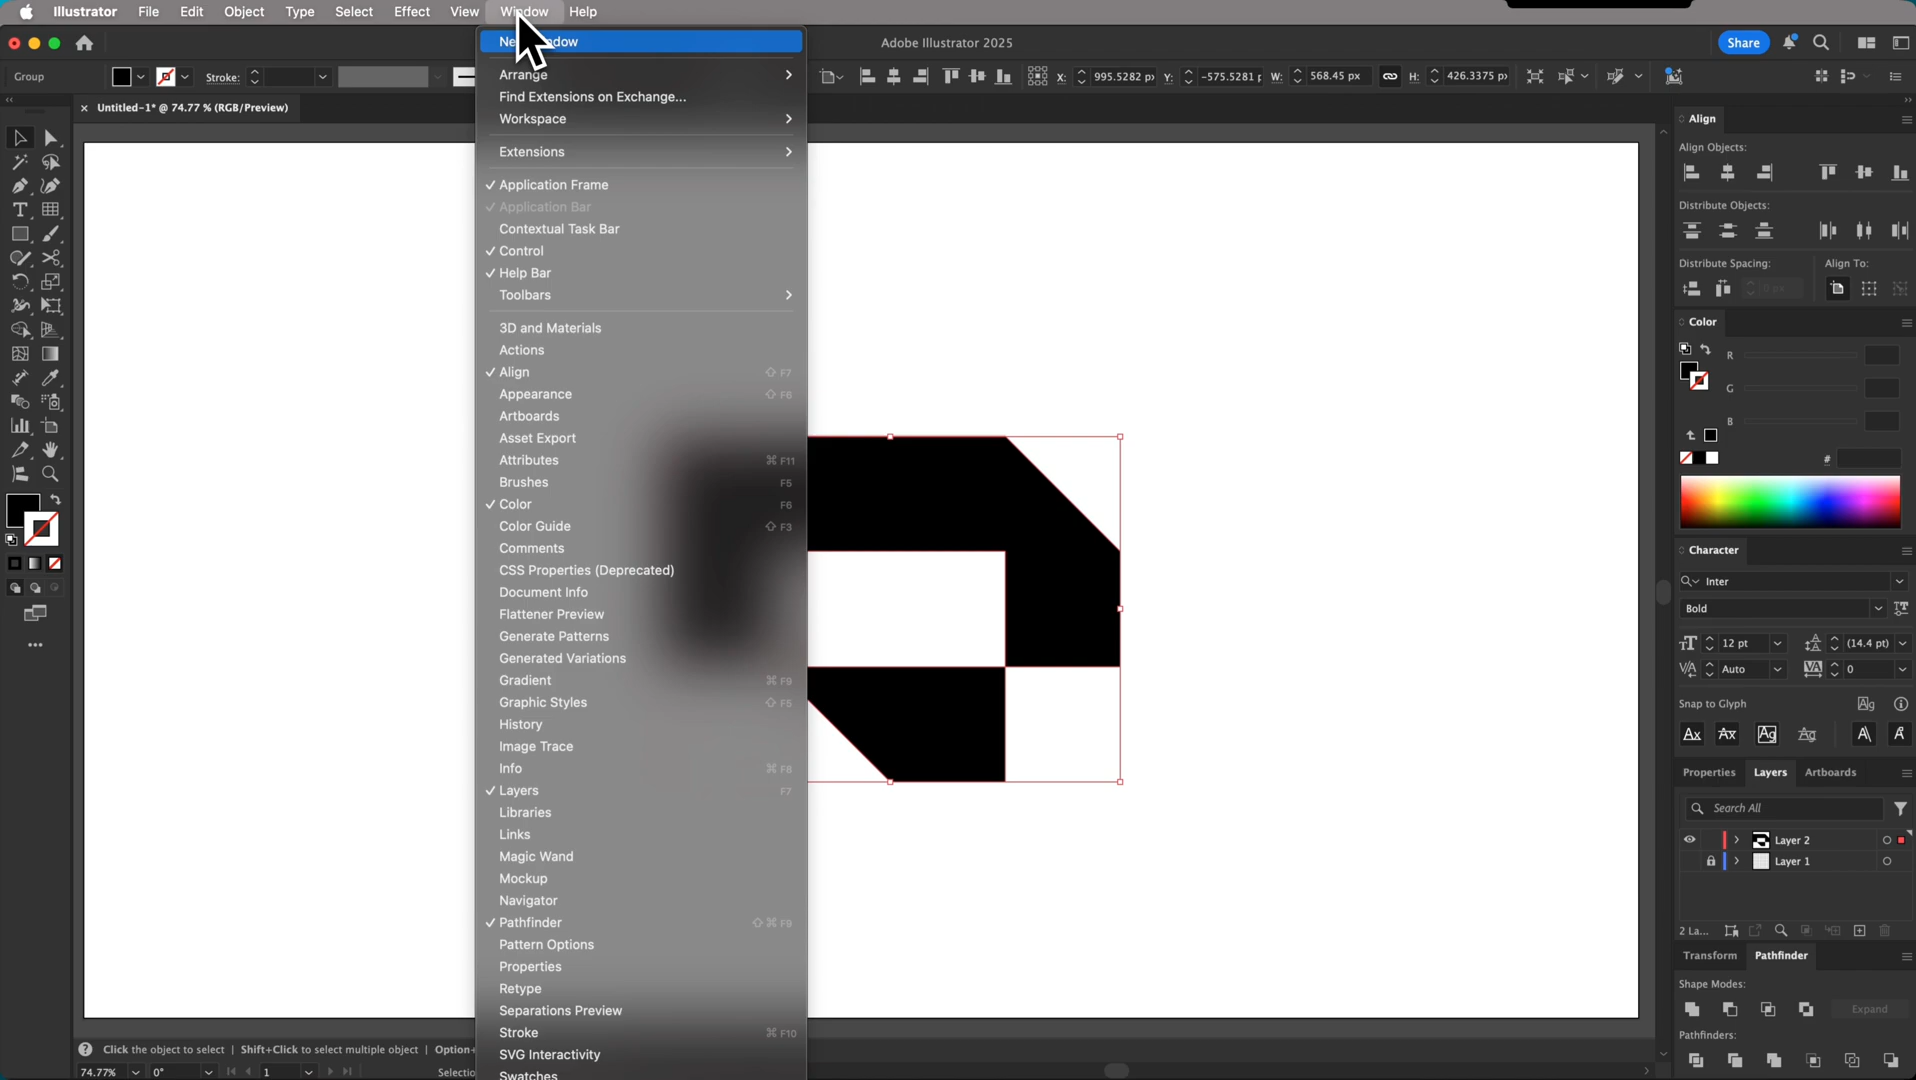 Illustrator File Edit Object Type Select Effect View Window Help
Adobe Illustrator 2025
Share
Group
Stroke:
X: 995.5282 px
Y: -575.5281
W: 568.45 px
H: 426.3375 px
× Untitled-1* @ 74.77 % (RGB/Preview)
Arrange
Find Extensions on Exchange...
Workspace
Extensions
✓ Application Frame
✓ Application Bar
Contextual Task Bar
✓ Control
✓ Help Bar
Toolbars
3D and Materials
Actions
✓ Align ⇧ F7
Appearance ⇧ F6
Artboards
Asset Export
Attributes ⌘ F11
Brushes F5
✓ Color F6
Color Guide ⇧ F3
Comments
CSS Properties (Deprecated)
Document Info
Flattener Preview
Generate Patterns
Generated Variations
Gradient ⌘ F9
Graphic Styles ⇧ F5
History
Image Trace
Info ⌘ F8
✓ Layers F7
Libraries
Links
Magic Wand
Mockup
Navigator
✓ Pathfinder ⇧ ⌘ F9
Pattern Options
Properties
Retype
Separations Preview
Stroke ⌘ F10
SVG Interactivity
Swatches
Align
Align Objects:
Distribute Objects:
Distribute Spacing: Align To:
Color
R
G
B
#
Character
Inter
Bold
12 pt (14.4 pt)
Auto 0
Snap to Glyph
Properties Layers Artboards
Search All
Layer 2
Layer 1
2 La...
Transform Pathfinder
Shape Modes:
Expand
Pathfinders:
Click the object to select | Shift+Click to select multiple object | Option+
74.77% 0° 1 Selectio